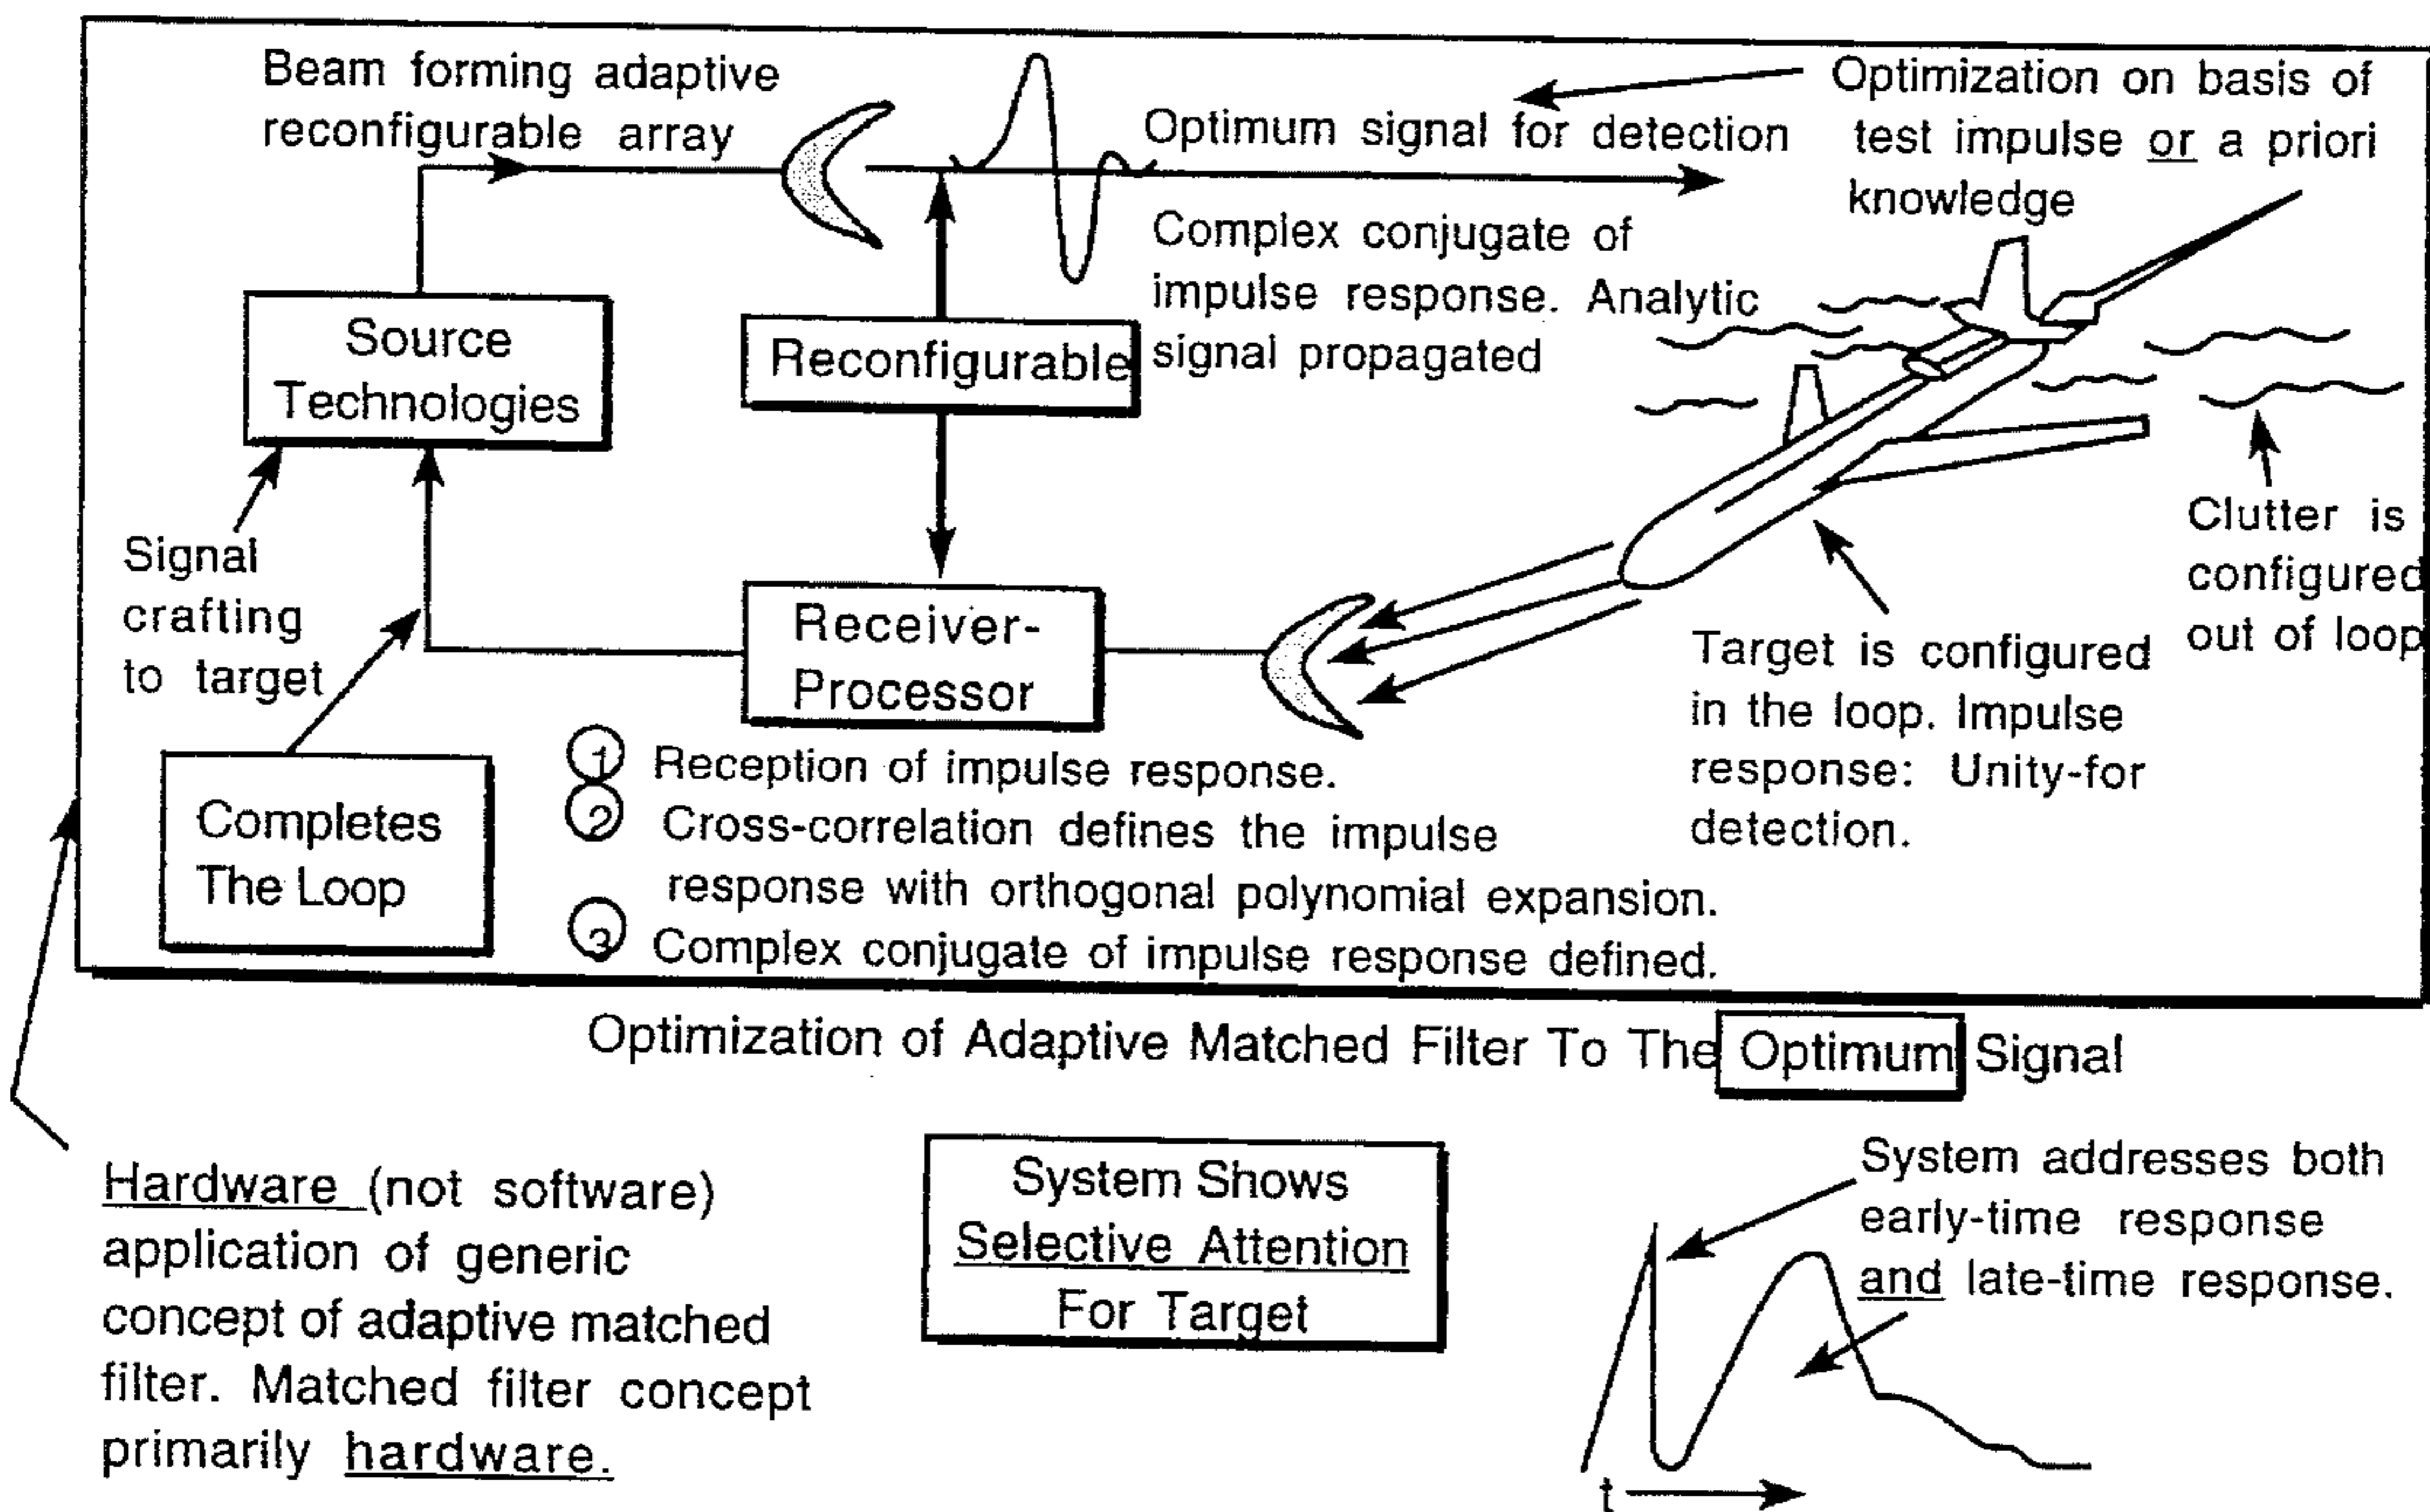 Beam forming adaptive
reconfigurable array
Optimum signal for detection
Optimization on basis of
test impulse or a priori
knowledge
Complex conjugate of
impulse response. Analytic
signal propagated
Source
Technologies
Reconfigurable
Signal
crafting
to target
Receiver-
Processor
Clutter is
configured
out of loop
Target is configured
in the loop. Impulse
response: Unity-for
detection.
Completes
The Loop
1 Reception of impulse response.
2 Cross-correlation defines the impulse
response with orthogonal polynomial expansion.
3 Complex conjugate of impulse response defined.
Optimization of Adaptive Matched Filter To The Optimum Signal
Hardware (not software)
application of generic
concept of adaptive matched
filter. Matched filter concept
primarily hardware.
System Shows
Selective Attention
For Target
System addresses both
early-time response
and late-time response.
t